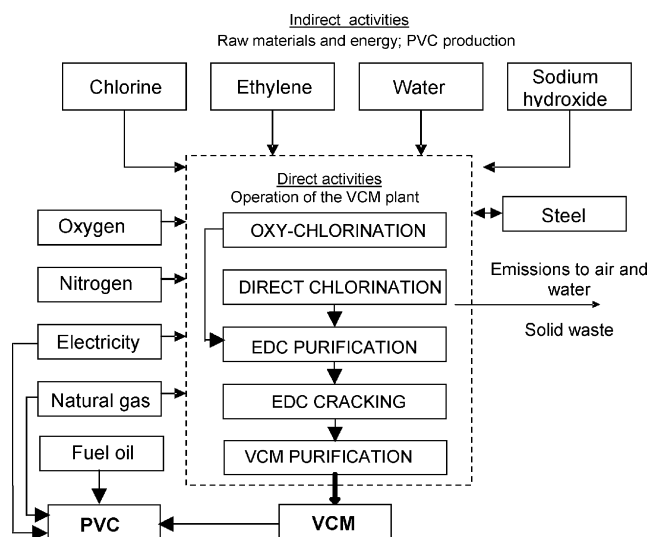 Indirect activities
Raw materials and energy; PVC production
Chlorine
Ethylene
Water
Sodium
hydroxide
Direct activities
Operation of the VCM plant
Oxygen
OXY-CHLORINATION
Steel
Nitrogen
DIRECT CHLORINATION
Emissions to air and
water
Solid waste
Electricity
EDC PURIFICATION
Natural gas
EDC CRACKING
Fuel oil
VCM PURIFICATION
PVC
VCM